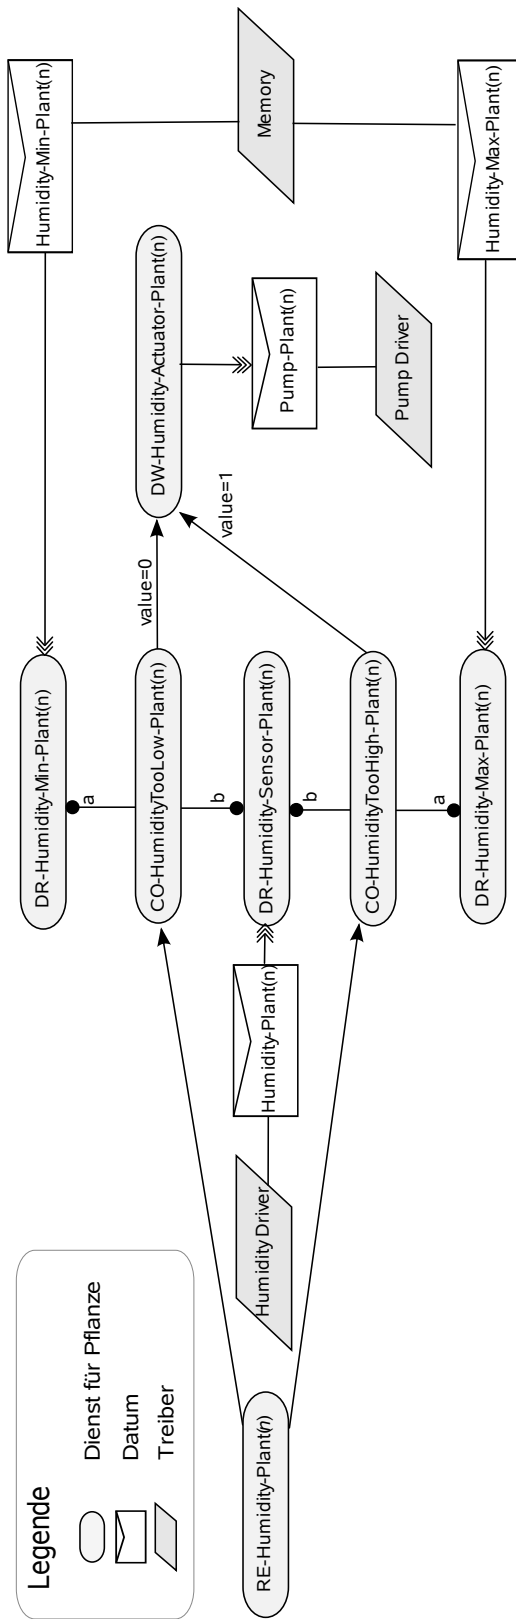 Legende
Dienst für Pflanze
Datum
Treiber
RE-Humidity-Plant(n)
Humidity Driver
Humidity-Plant(n)
DR-Humidity-Min-Plant(n)
a
CO-HumidityTooLow-Plant(n)
b
DR-Humidity-Sensor-Plant(n)
b
CO-HumidityTooHigh-Plant(n)
a
DR-Humidity-Max-Plant(n)
value=0
value=1
DW-Humidity-Actuator-Plant(n)
Pump-Plant(n)
Pump Driver
Humidity-Min-Plant(n)
Memory
Humidity-Max-Plant(n)